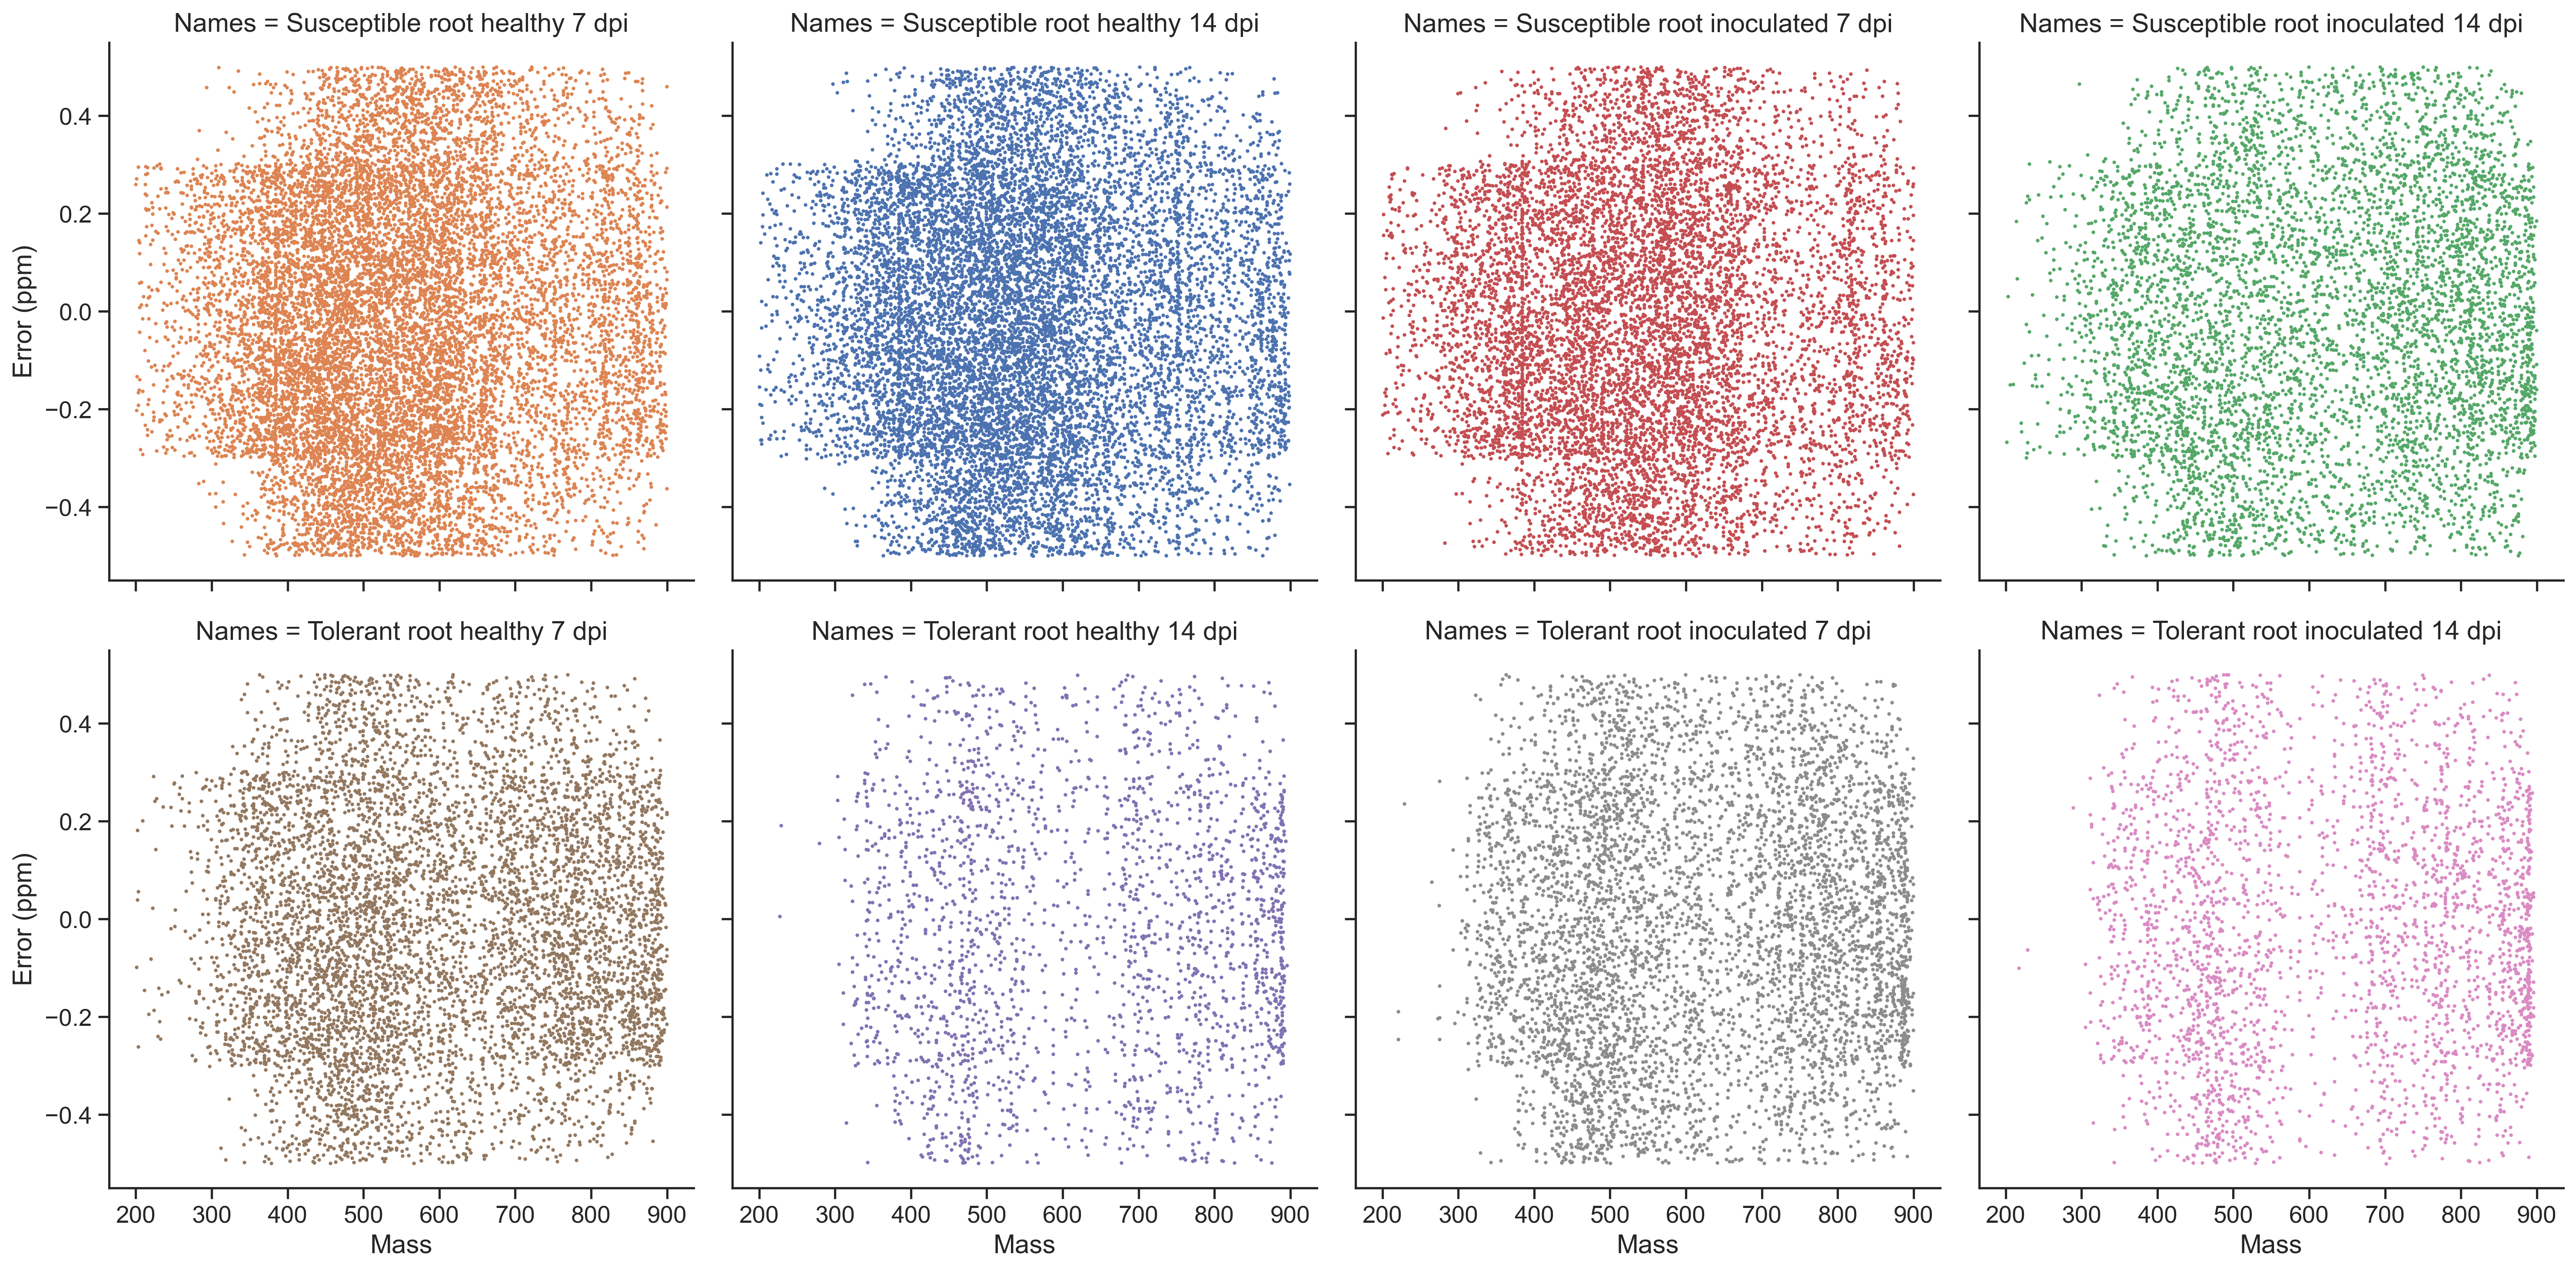 Names = Susceptible root healthy 7 dpi
Names = Susceptible root healthy 14 dpi
Names = Susceptible root inoculated 7 dpi
Names = Susceptible root inoculated 14 dpi
Error (ppm)
0.4
0.2
0.0
−0.2
−0.4
Names = Tolerant root healthy 7 dpi
Names = Tolerant root healthy 14 dpi
Names = Tolerant root inoculated 7 dpi
Names = Tolerant root inoculated 14 dpi
Error (ppm)
0.4
0.2
0.0
−0.2
−0.4
200 300 400 500 600 700 800 900
200 300 400 500 600 700 800 900
200 300 400 500 600 700 800 900
200 300 400 500 600 700 800 900
Mass
Mass
Mass
Mass